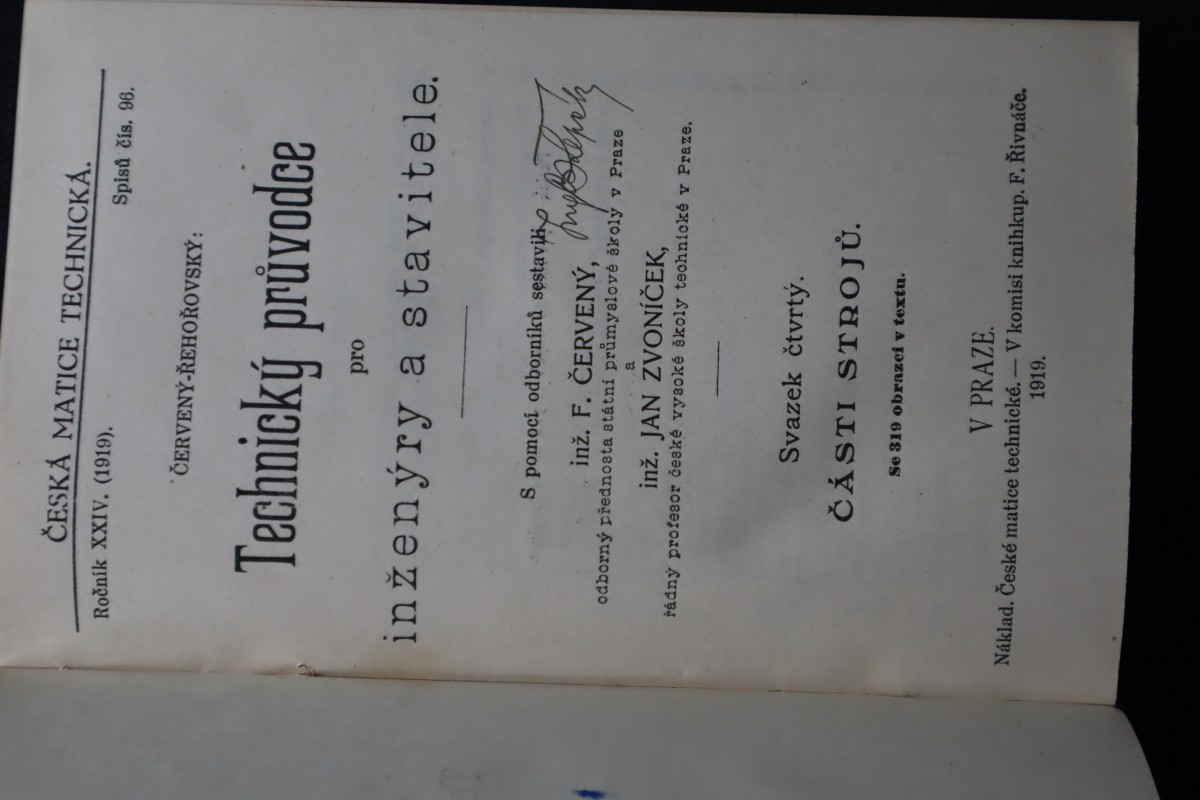 ČESKÁ MATICE TECHNICKÁ.
Ročník XXIV. (1919). Spisů čís. 96.
ČERVENÝ-ŘEHOŘOVSKÝ:
Technický průvodce
pro
inženýry a stavitele.
S pomocí odborníků sestavili
inž. F. ČERVENÝ,
odborný přednosta státní průmyslové školy v Praze
a
inž. JAN ZVONÍČEK,
řádný profesor české vysoké školy technické v Praze.
Svazek čtvrtý.
ČÁSTI STROJŮ.
Se 319 obrazci v textu.
V PRAZE.
Náklad. České matice technické. — V komisi knihkup. F. Řivnáče.
1919.